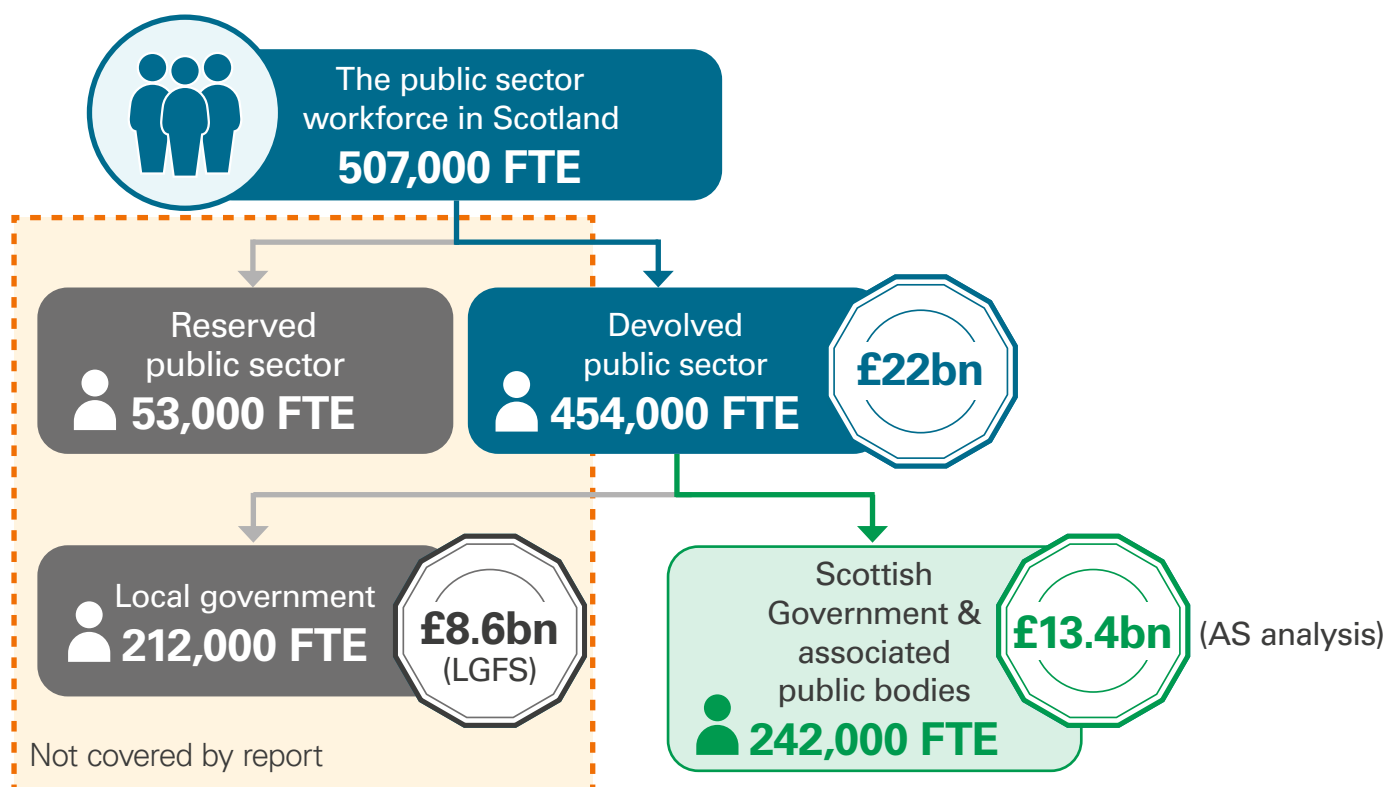 The public sector
workforce in Scotland
507,000 FTE
Reserved
public sector
53,000 FTE
Devolved
public sector
454,000 FTE
£22bn
Local government
212,000 FTE
£8.6bn
(LGFS)
Scottish
Government &
associated
public bodies
242,000 FTE
£13.4bn
(AS analysis)
Not covered by report